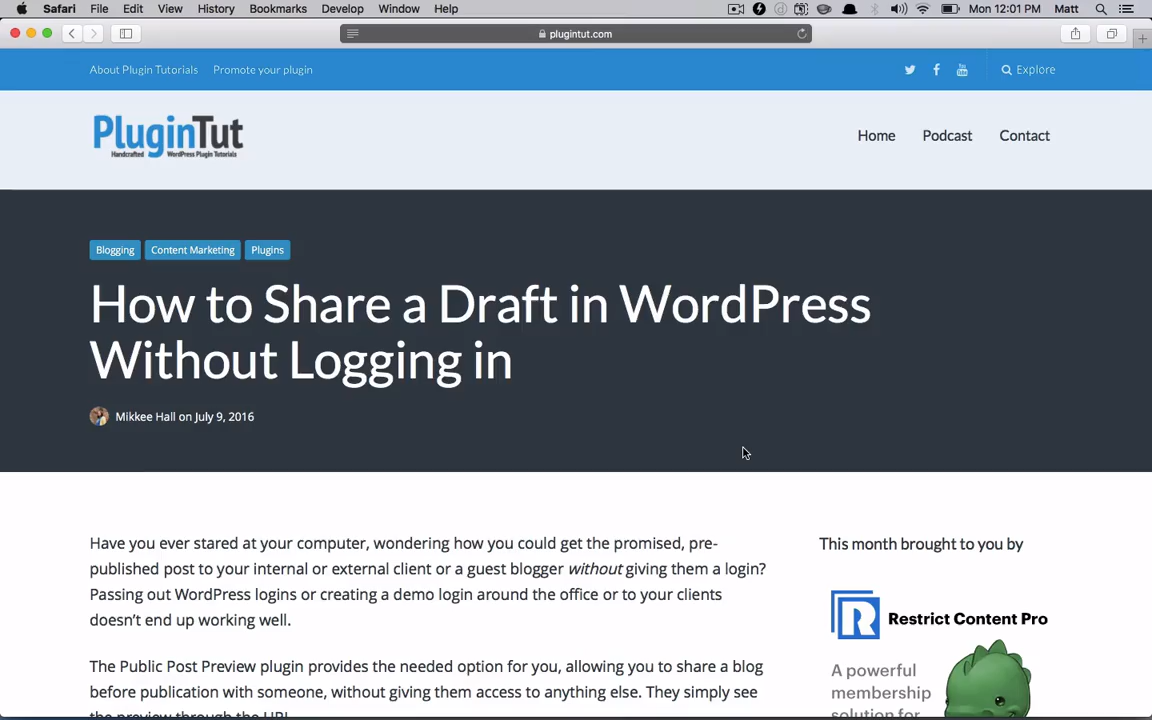 Safari File Edit View History Bookmarks Develop Window Help Mon 12:01 PM Matt
plugintut.com
About Plugin Tutorials Promote your plugin Explore
PluginTut
Handcrafted WordPress Plugin Tutorials
Home Podcast Contact
Blogging Content Marketing Plugins
How to Share a Draft in WordPress
Without Logging in
Mikkee Hall on July 9, 2016
Have you ever stared at your computer, wondering how you could get the promised, pre-
published post to your internal or external client or a guest blogger without giving them a login?
Passing out WordPress logins or creating a demo login around the office or to your clients
doesn't end up working well.
The Public Post Preview plugin provides the needed option for you, allowing you to share a blog
before publication with someone, without giving them access to anything else. They simply see
the preview through the URL
This month brought to you by
R Restrict Content Pro
A powerful
membership
solution for